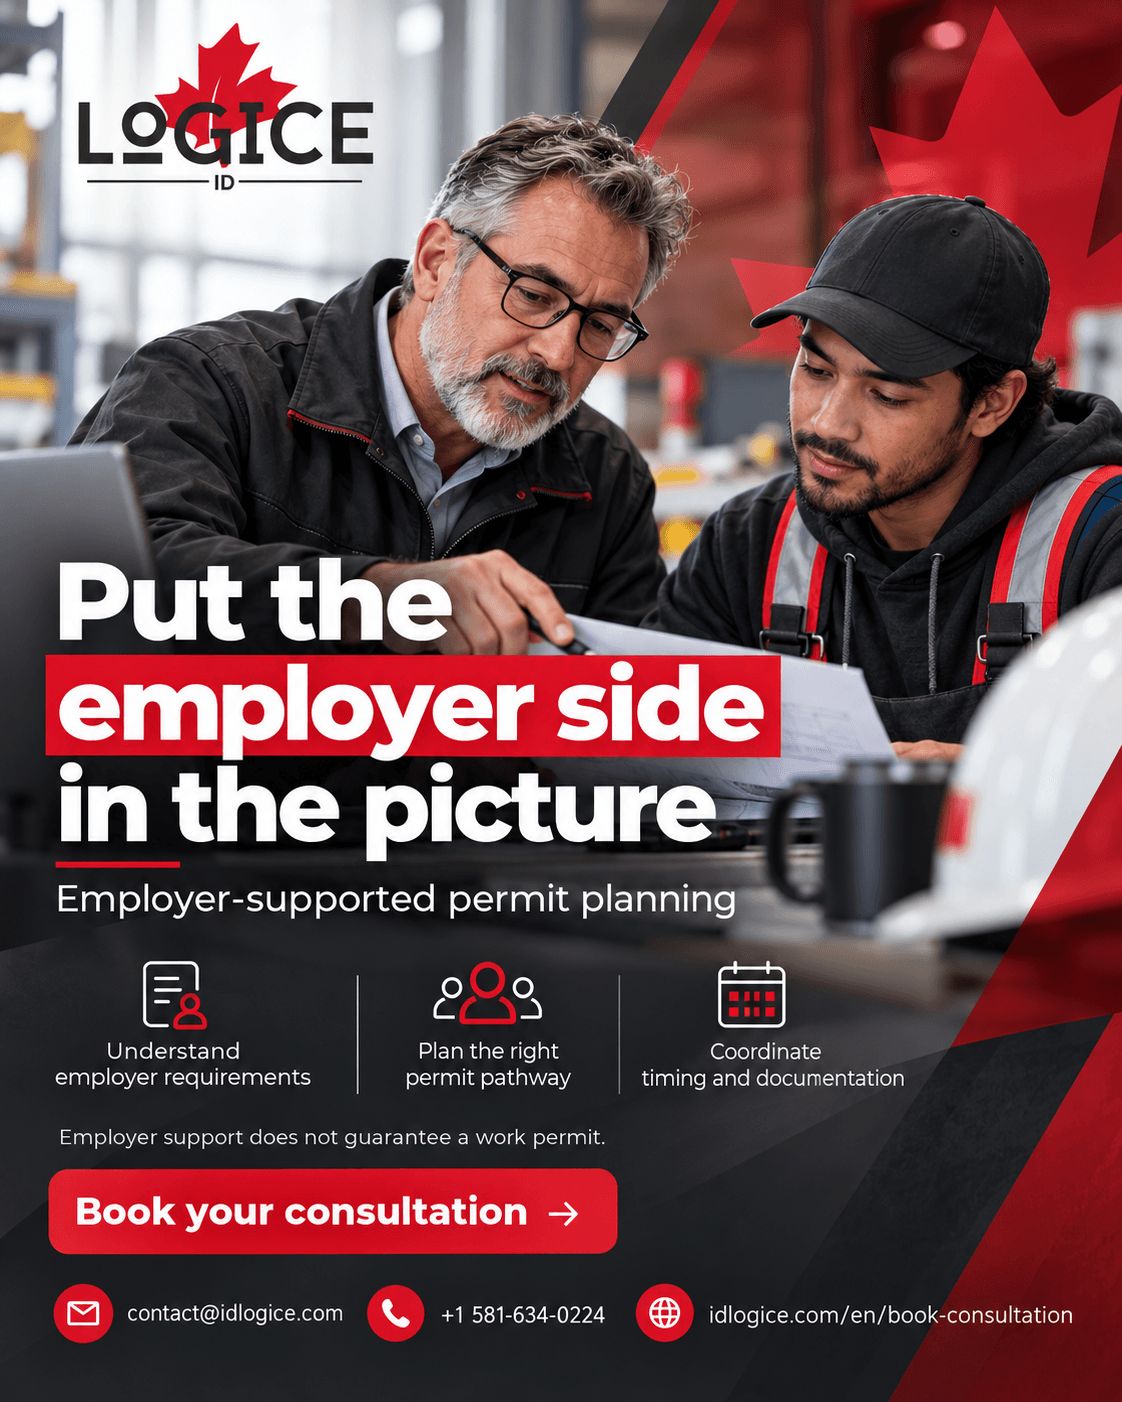 LOGICE
ID
Put the
employer side
in the picture
Employer-supported permit planning
Understand
employer requirements
Plan the right
permit pathway
Coordinate
timing and documentation
Employer support does not guarantee a work permit.
Book your consultation →
contact@idlogice.com
+1 581-634-0224
idlogice.com/en/book-consultation